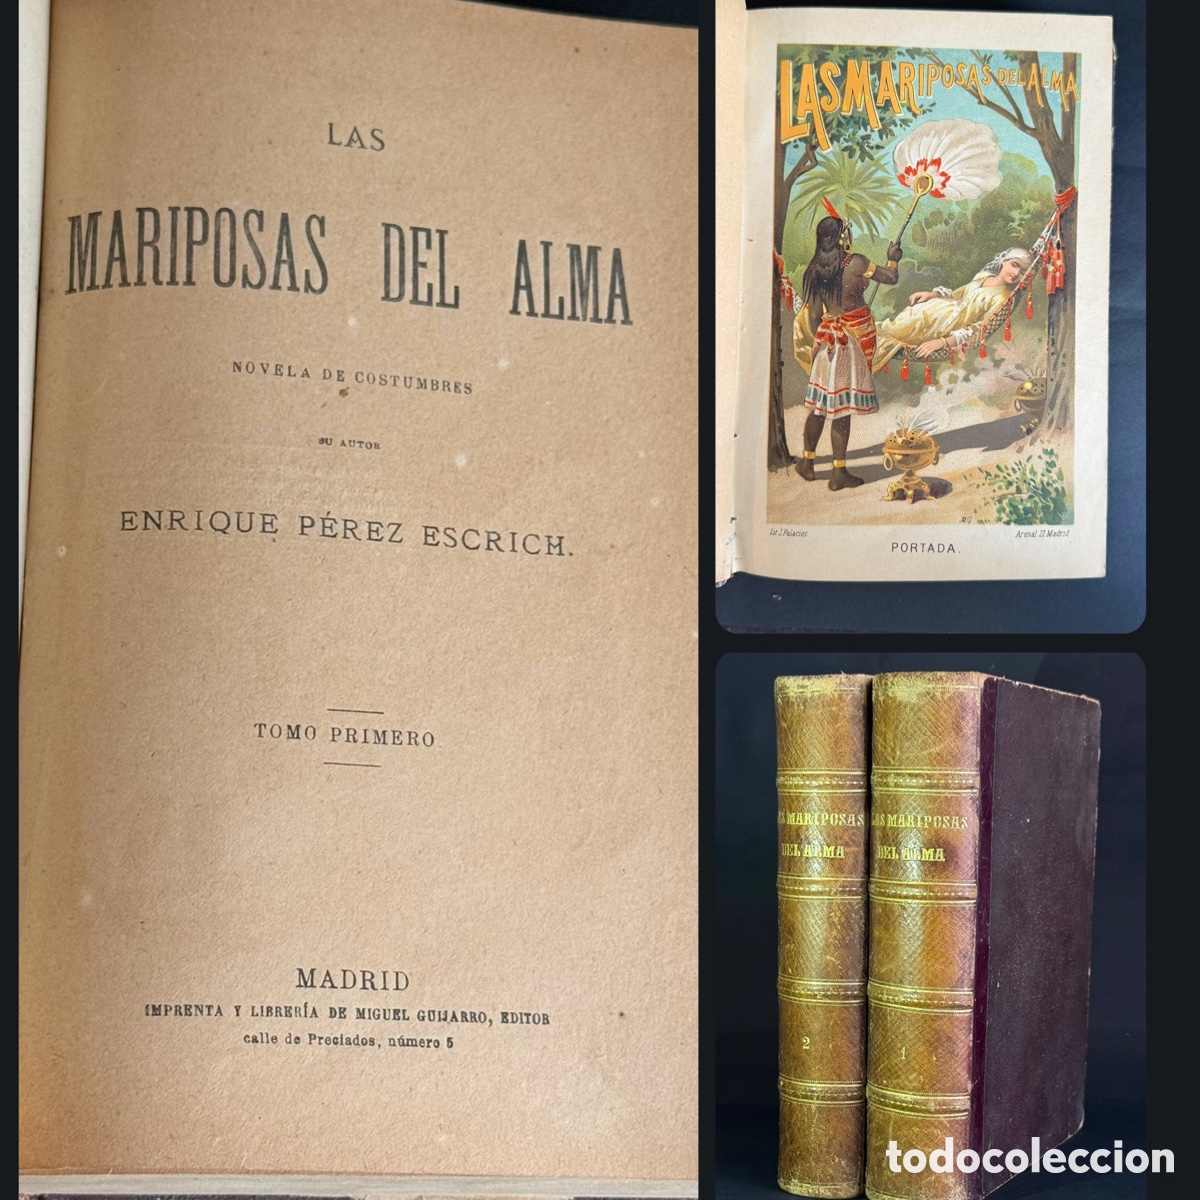 LAS
MARIPOSAS DEL ALMA
NOVELA DE COSTUMBRES
SU AUTOR
ENRIQUE PÉREZ ESCRICH.
TOMO PRIMERO
MADRID
IMPRENTA Y LIBRERÍA DE MIGUEL GUIJARRO, EDITOR
calle de Preciados, número 5
LAS MARIPOSAS DEL ALMA
M.G.
Lit. J. Palacios Arenal 27. Madrid
PORTADA.
LAS MARIPOSAS
DEL ALMA
2
LAS MARIPOSAS
DEL ALMA
1
todocoleccion